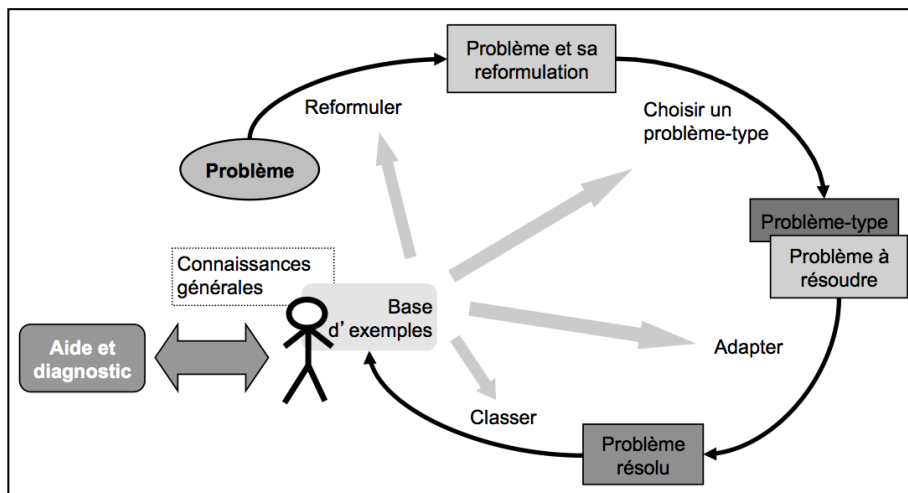 Problème et sa
reformulation
Reformuler
Choisir un
problème-type
Problème
Problème-type
Problème à
résoudre
Connaissances
générales
Base
d'exemples
Aide et
diagnostic
Adapter
Classer
Problème
résolu